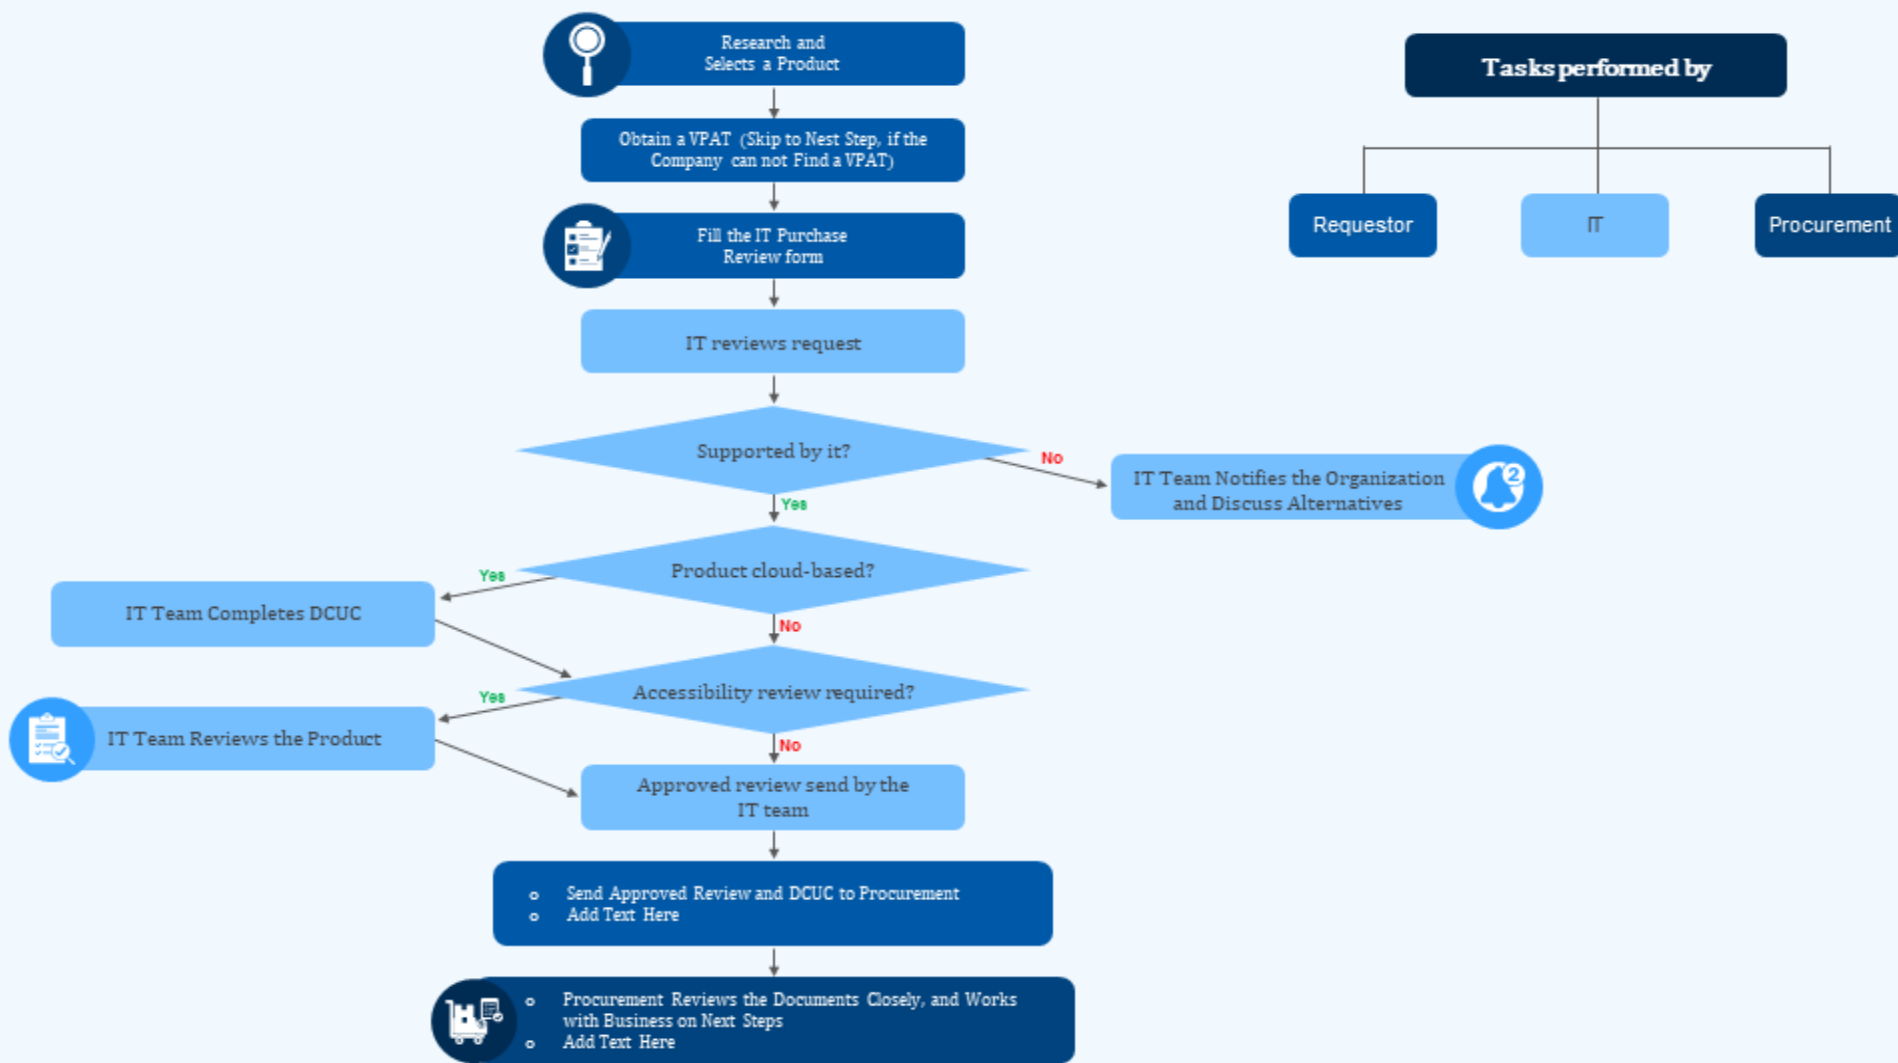 Research and
Selects a Product
Tasks performed by
Obtain a VPAT (Skip to Nest Step, if the
Company can not Find a VPAT)
Requestor
IT
Procurement
Fill the IT Purchase
Review form
IT reviews request
Supported by it?
No
IT Team Notifies the Organization
and Discuss Alternatives
2
Yes
Product cloud-based?
Yes
IT Team Completes DCUC
No
Accessibility review required?
Yes
IT Team Reviews the Product
No
Approved review send by the
IT team
Send Approved Review and DCUC to Procurement
Add Text Here
Procurement Reviews the Documents Closely, and Works
with Business on Next Steps
Add Text Here